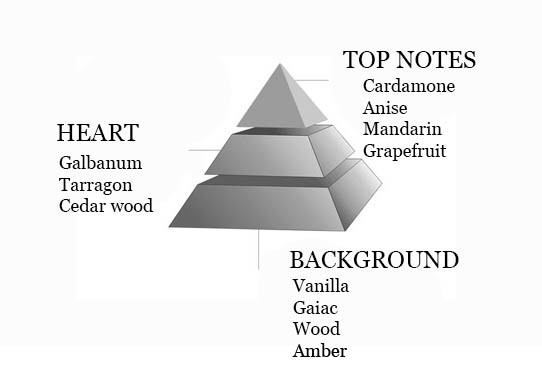 TOP NOTES
Cardamone
Anise
Mandarin
Grapefruit
HEART
Galbanum
Tarragon
Cedar wood
BACKGROUND
Vanilla
Gaiac
Wood
Amber